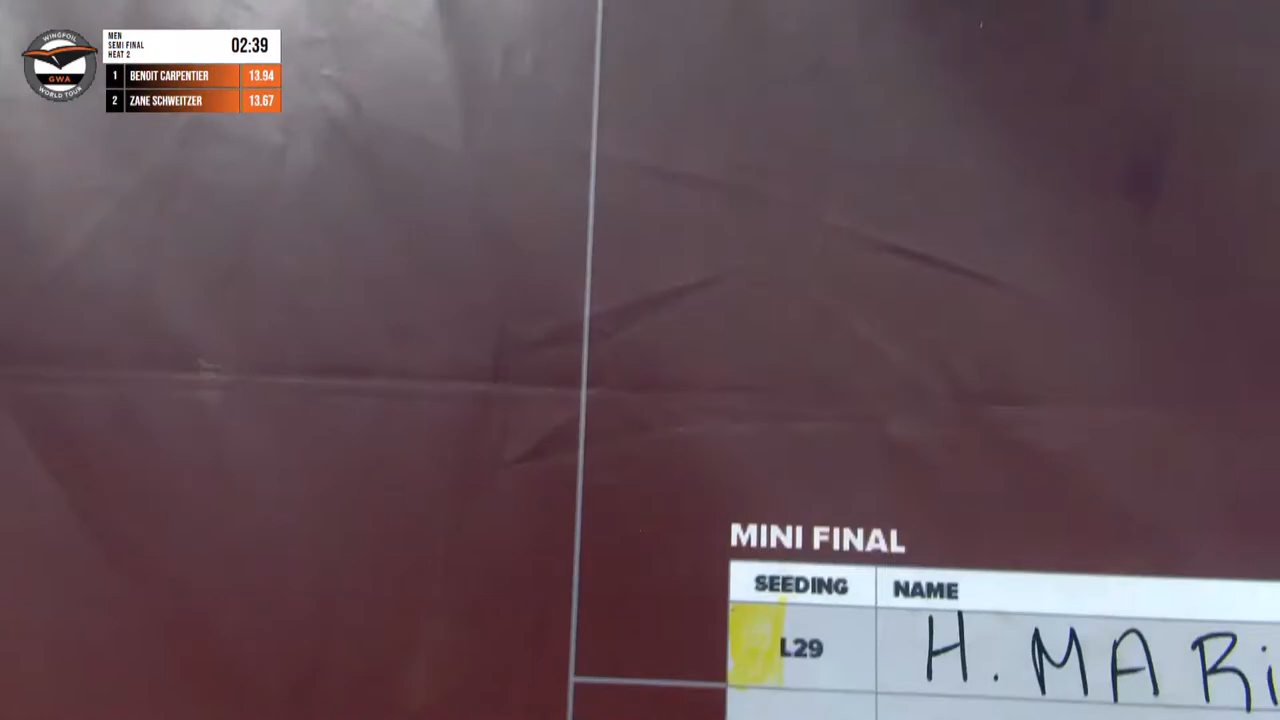 WINGFOIL
GWA
WORLD TOUR
MEN
SEMI FINAL
HEAT 2
02:39
1 BENOIT CARPENTIER 13.94
2 ZANE SCHWEITZER 13.67
MINI FINAL
SEEDING NAME
L29 H. MARi